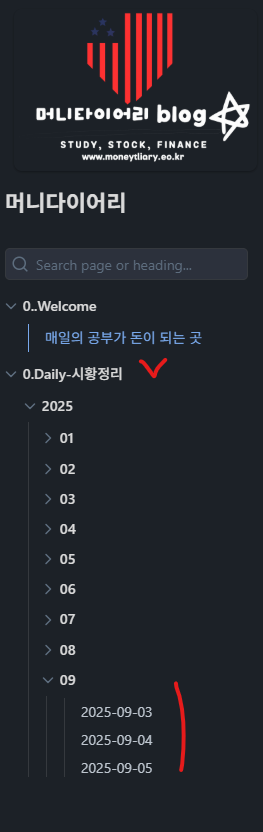 머니다이어리 blog
STUDY, STOCK, FINANCE
www.moneytliary.eo.kr
머니다이어리
Search page or heading...
0..Welcome
매일의 공부가 돈이 되는 곳
0.Daily-시황정리
2025
01
02
03
04
05
06
07
08
09
2025-09-03
2025-09-04
2025-09-05